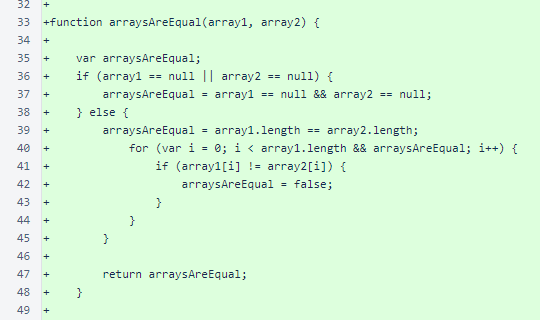 32 +
33 +function arraysAreEqual(array1, array2) {
34 +
35 +    var arraysAreEqual;
36 +    if (array1 == null || array2 == null) {
37 +        arraysAreEqual = array1 == null && array2 == null;
38 +    } else {
39 +        arraysAreEqual = array1.length == array2.length;
40 +            for (var i = 0; i < array1.length && arraysAreEqual; i++) {
41 +                if (array1[i] != array2[i]) {
42 +                    arraysAreEqual = false;
43 +                }
44 +            }
45 +        }
46 +
47 +        return arraysAreEqual;
48 +    }
49 +